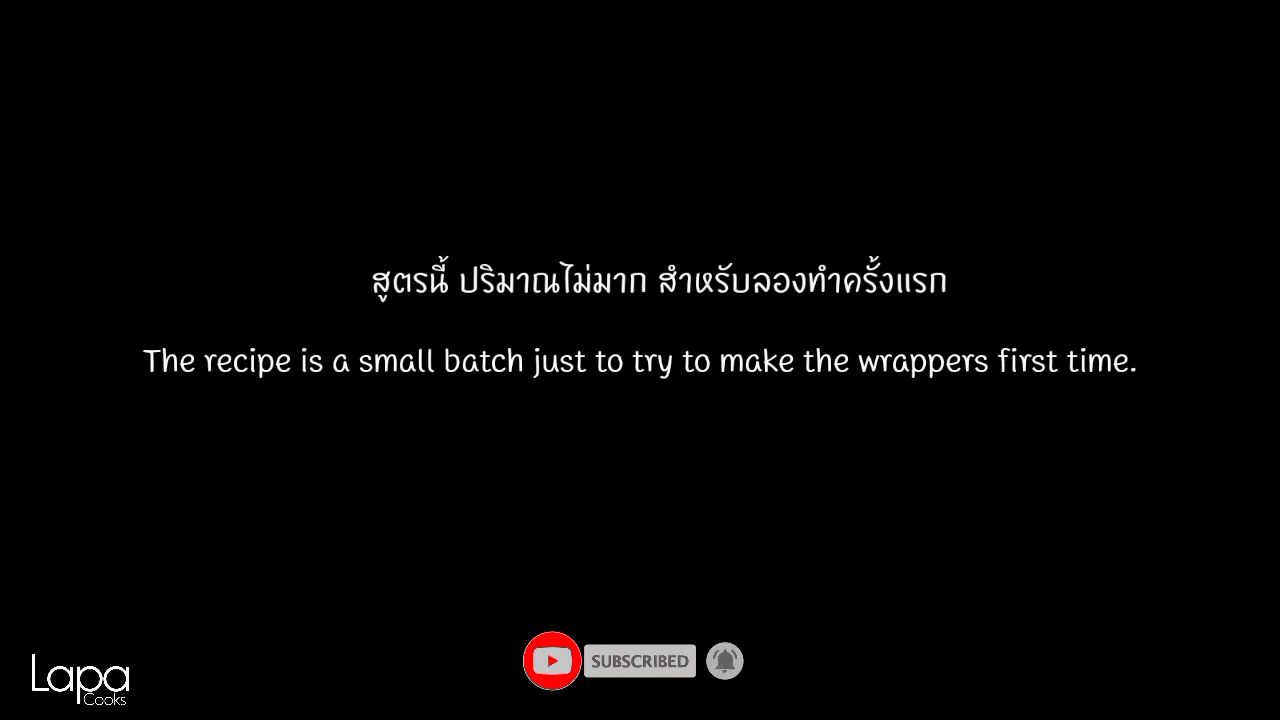 สูตรนี้ ปริมาณไม่มาก สำหรับลองทำครั้งแรก
The recipe is a small batch just to try to make the wrappers first time.
SUBSCRIBED
Lapa
Cooks